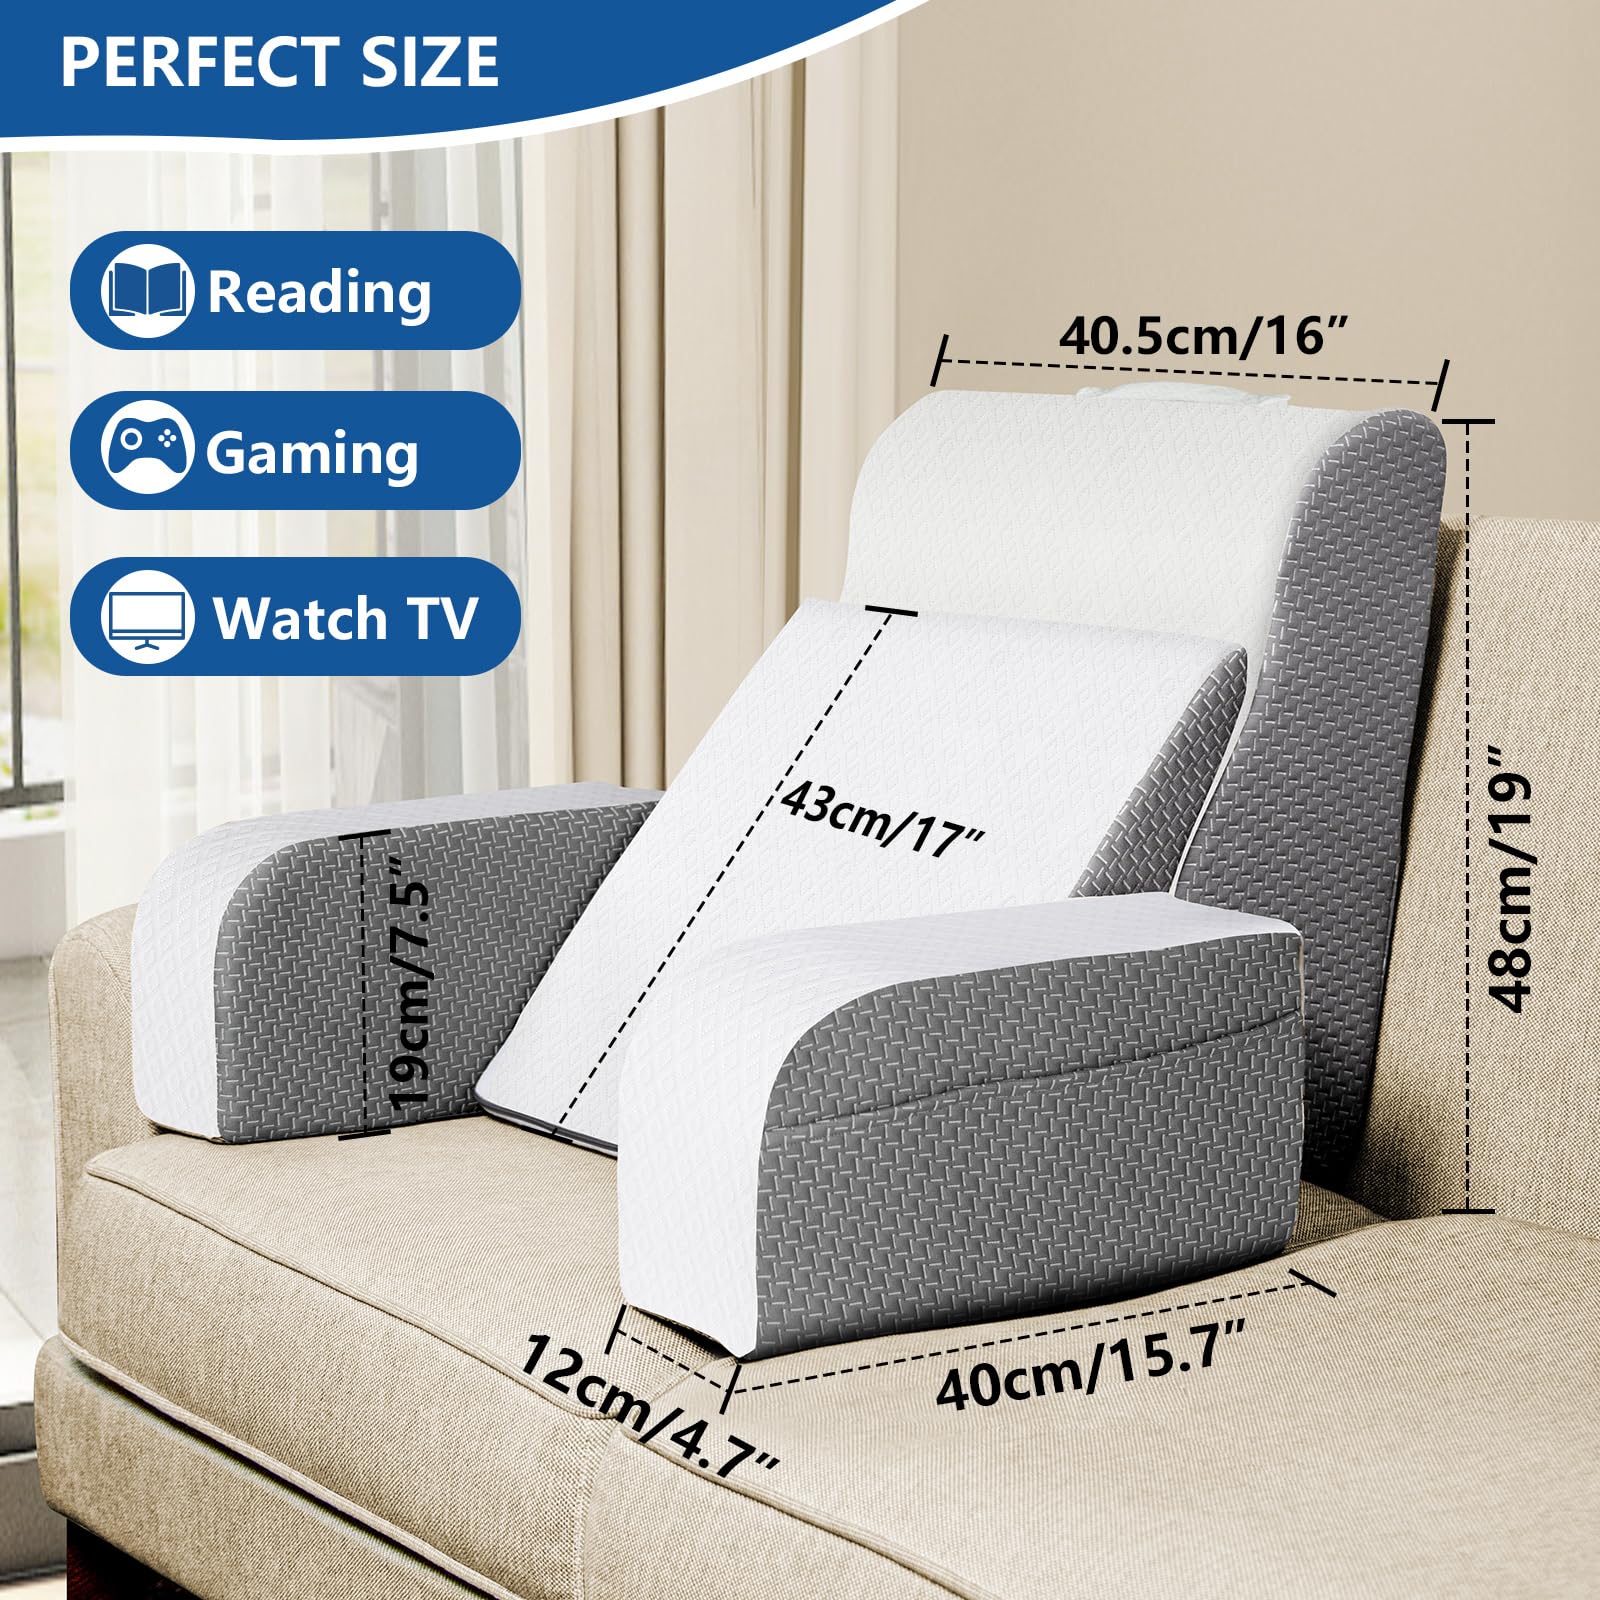 PERFECT SIZE
Reading
Gaming
Watch TV
40.5cm/16”
43cm/17”
48cm/19”
19cm/7.5”
12cm/4.7”
40cm/15.7”